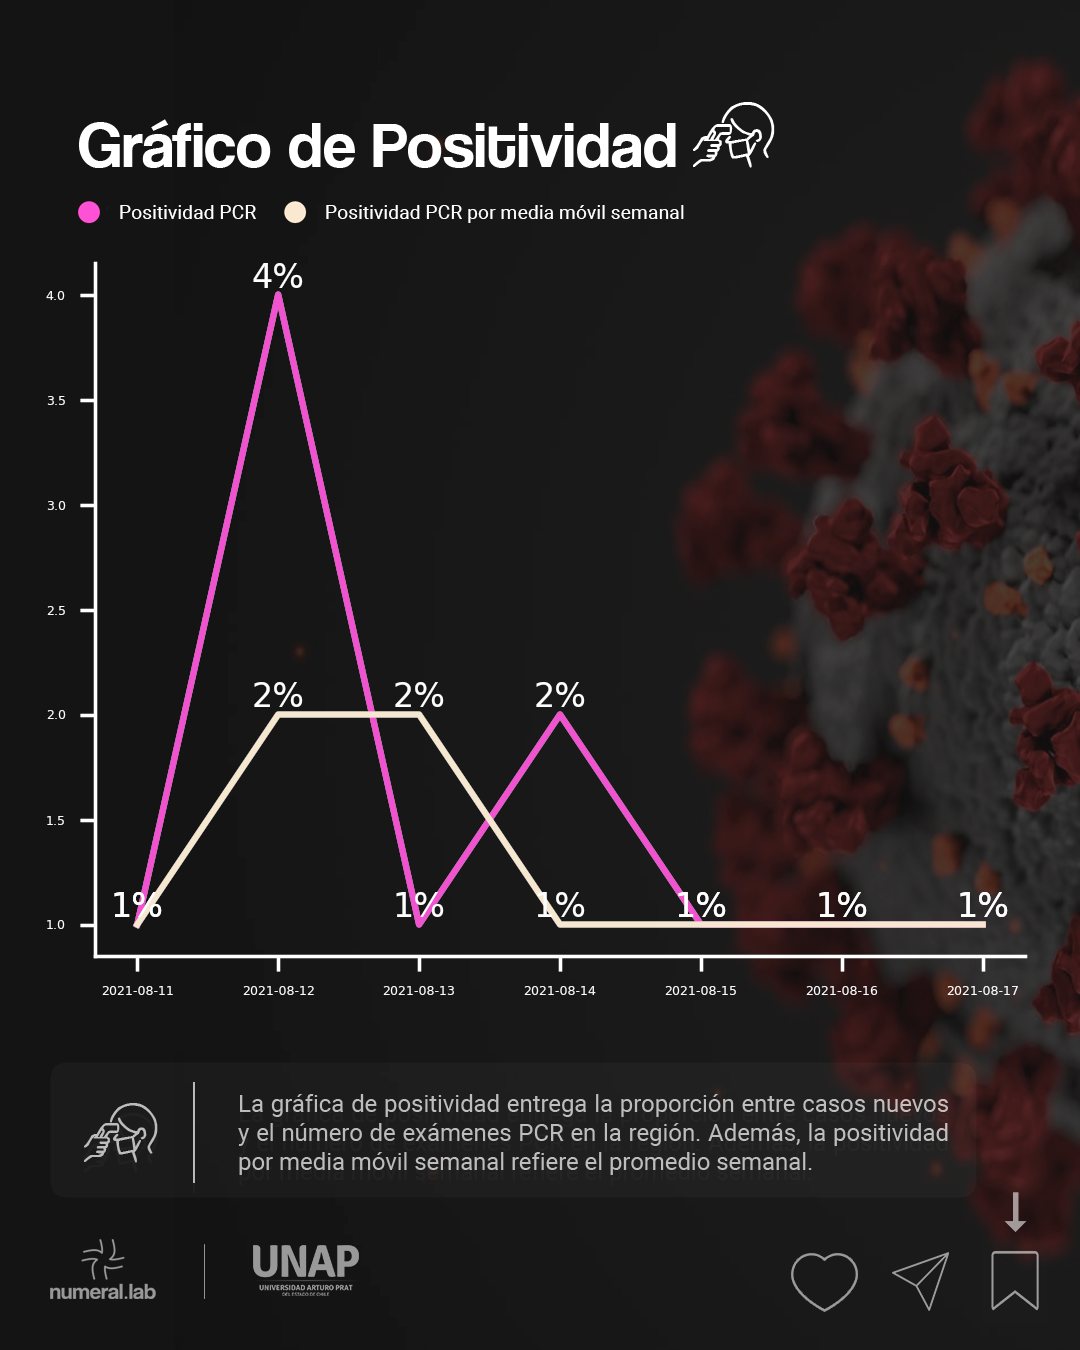 Gráfico de Positividad
Positividad PCR
Positividad PCR por media móvil semanal
4%
4.0
3.5
3.0
2.5
2% 2% 2%
2.0
1.5
1% 1% 1% 1% 1% 1%
1.0
2021-08-11 2021-08-12 2021-08-13 2021-08-14 2021-08-15 2021-08-16 2021-08-17
La gráfica de positividad entrega la proporción entre casos nuevos
y el número de exámenes PCR en la región. Además, la positividad
por media móvil semanal refiere el promedio semanal.
numeral.lab
UNAP
UNIVERSIDAD ARTURO PRAT
DEL ESTADO DE CHILE